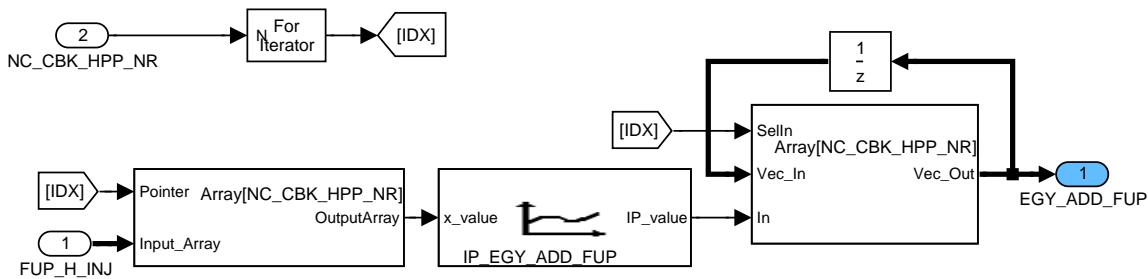 2
NC_CBK_HPP_NR
N
For
Iterator
[IDX]
1
z
[IDX]
SelIn
Array[NC_CBK_HPP_NR]
Vec_In
Vec_Out
In
1
EGY_ADD_FUP
[IDX]
Pointer
Array[NC_CBK_HPP_NR]
OutputArray
Input_Array
1
FUP_H_INJ
x_value
IP_value
IP_EGY_ADD_FUP